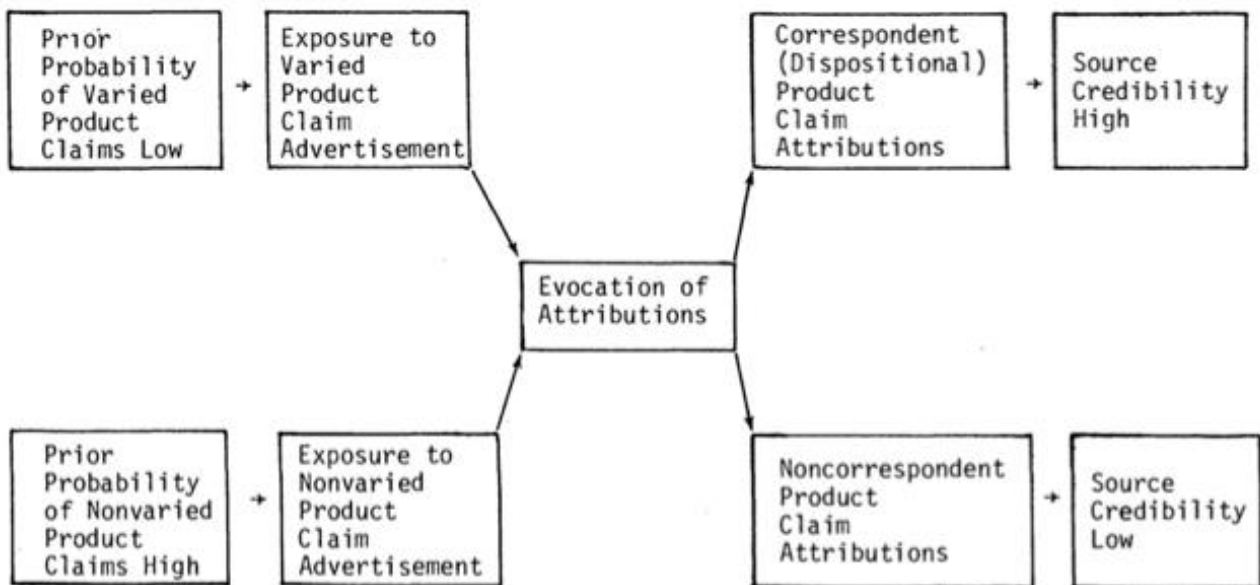 Prior
Probability
of Varied
Product
Claims Low
Exposure to
Varied
Product
Claim
Advertisement
Correspondent
(Dispositional)
Product
Claim
Attributions
Source
Credibility
High
Evocation of
Attributions
Prior
Probability
of Nonvaried
Product
Claims High
Exposure to
Nonvaried
Product
Claim
Advertisement
Noncorrespondent
Product
Claim
Attributions
Source
Credibility
Low